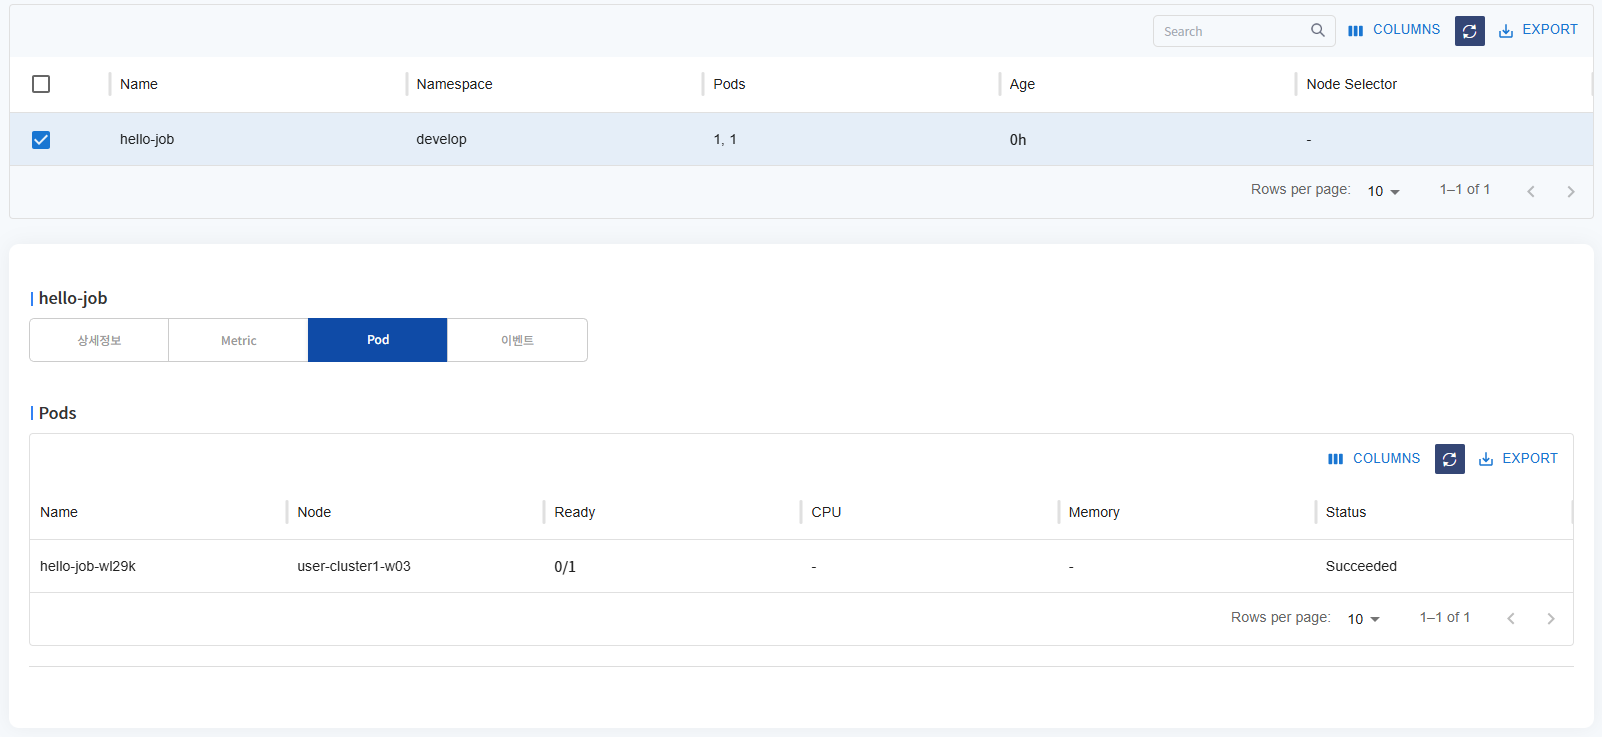 Search COLUMNS EXPORT
Name Namespace Pods Age Node Selector
hello-job develop 1, 1 0h -
Rows per page: 10 1–1 of 1
hello-job
상세정보 Metric Pod 이벤트
Pods
COLUMNS EXPORT
Name Node Ready CPU Memory Status
hello-job-wl29k user-cluster1-w03 0/1 - - Succeeded
Rows per page: 10 1–1 of 1